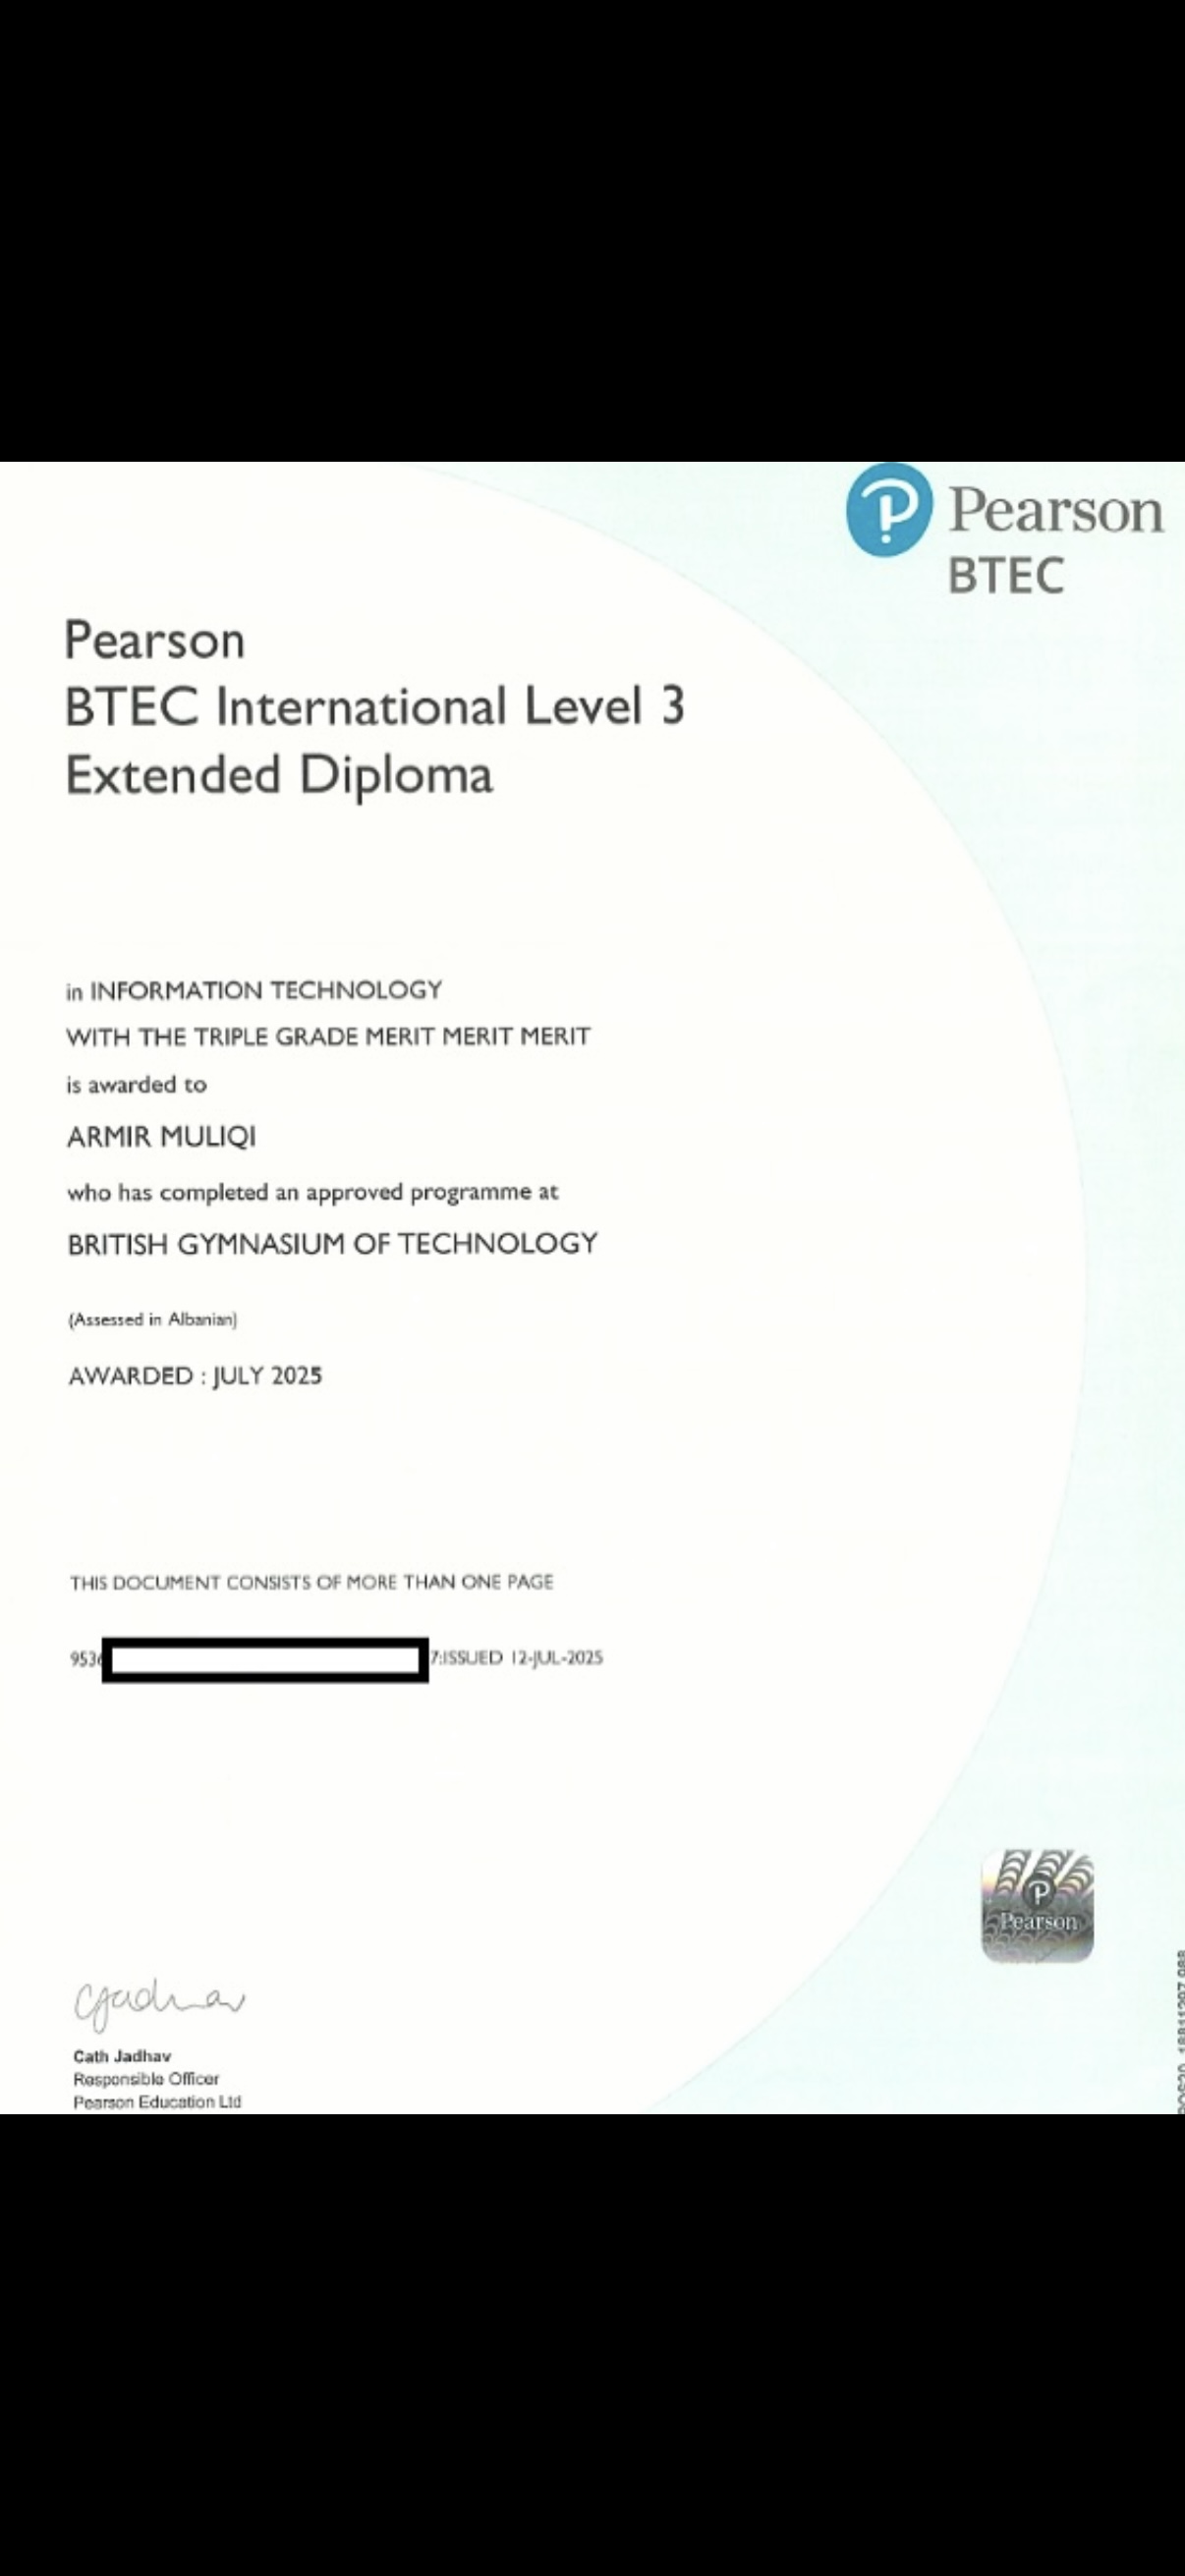 Pearson
BTEC
Pearson
BTEC International Level 3
Extended Diploma
in INFORMATION TECHNOLOGY
WITH THE TRIPLE GRADE MERIT MERIT MERIT
is awarded to
ARMIR MULIQI
who has completed an approved programme at
BRITISH GYMNASIUM OF TECHNOLOGY
(Assessed in Albanian)
AWARDED : JULY 2025
THIS DOCUMENT CONSISTS OF MORE THAN ONE PAGE
953 7:ISSUED 12-JUL-2025
Pearson
Cath Jadhav
Responsible Officer
Pearson Education Ltd